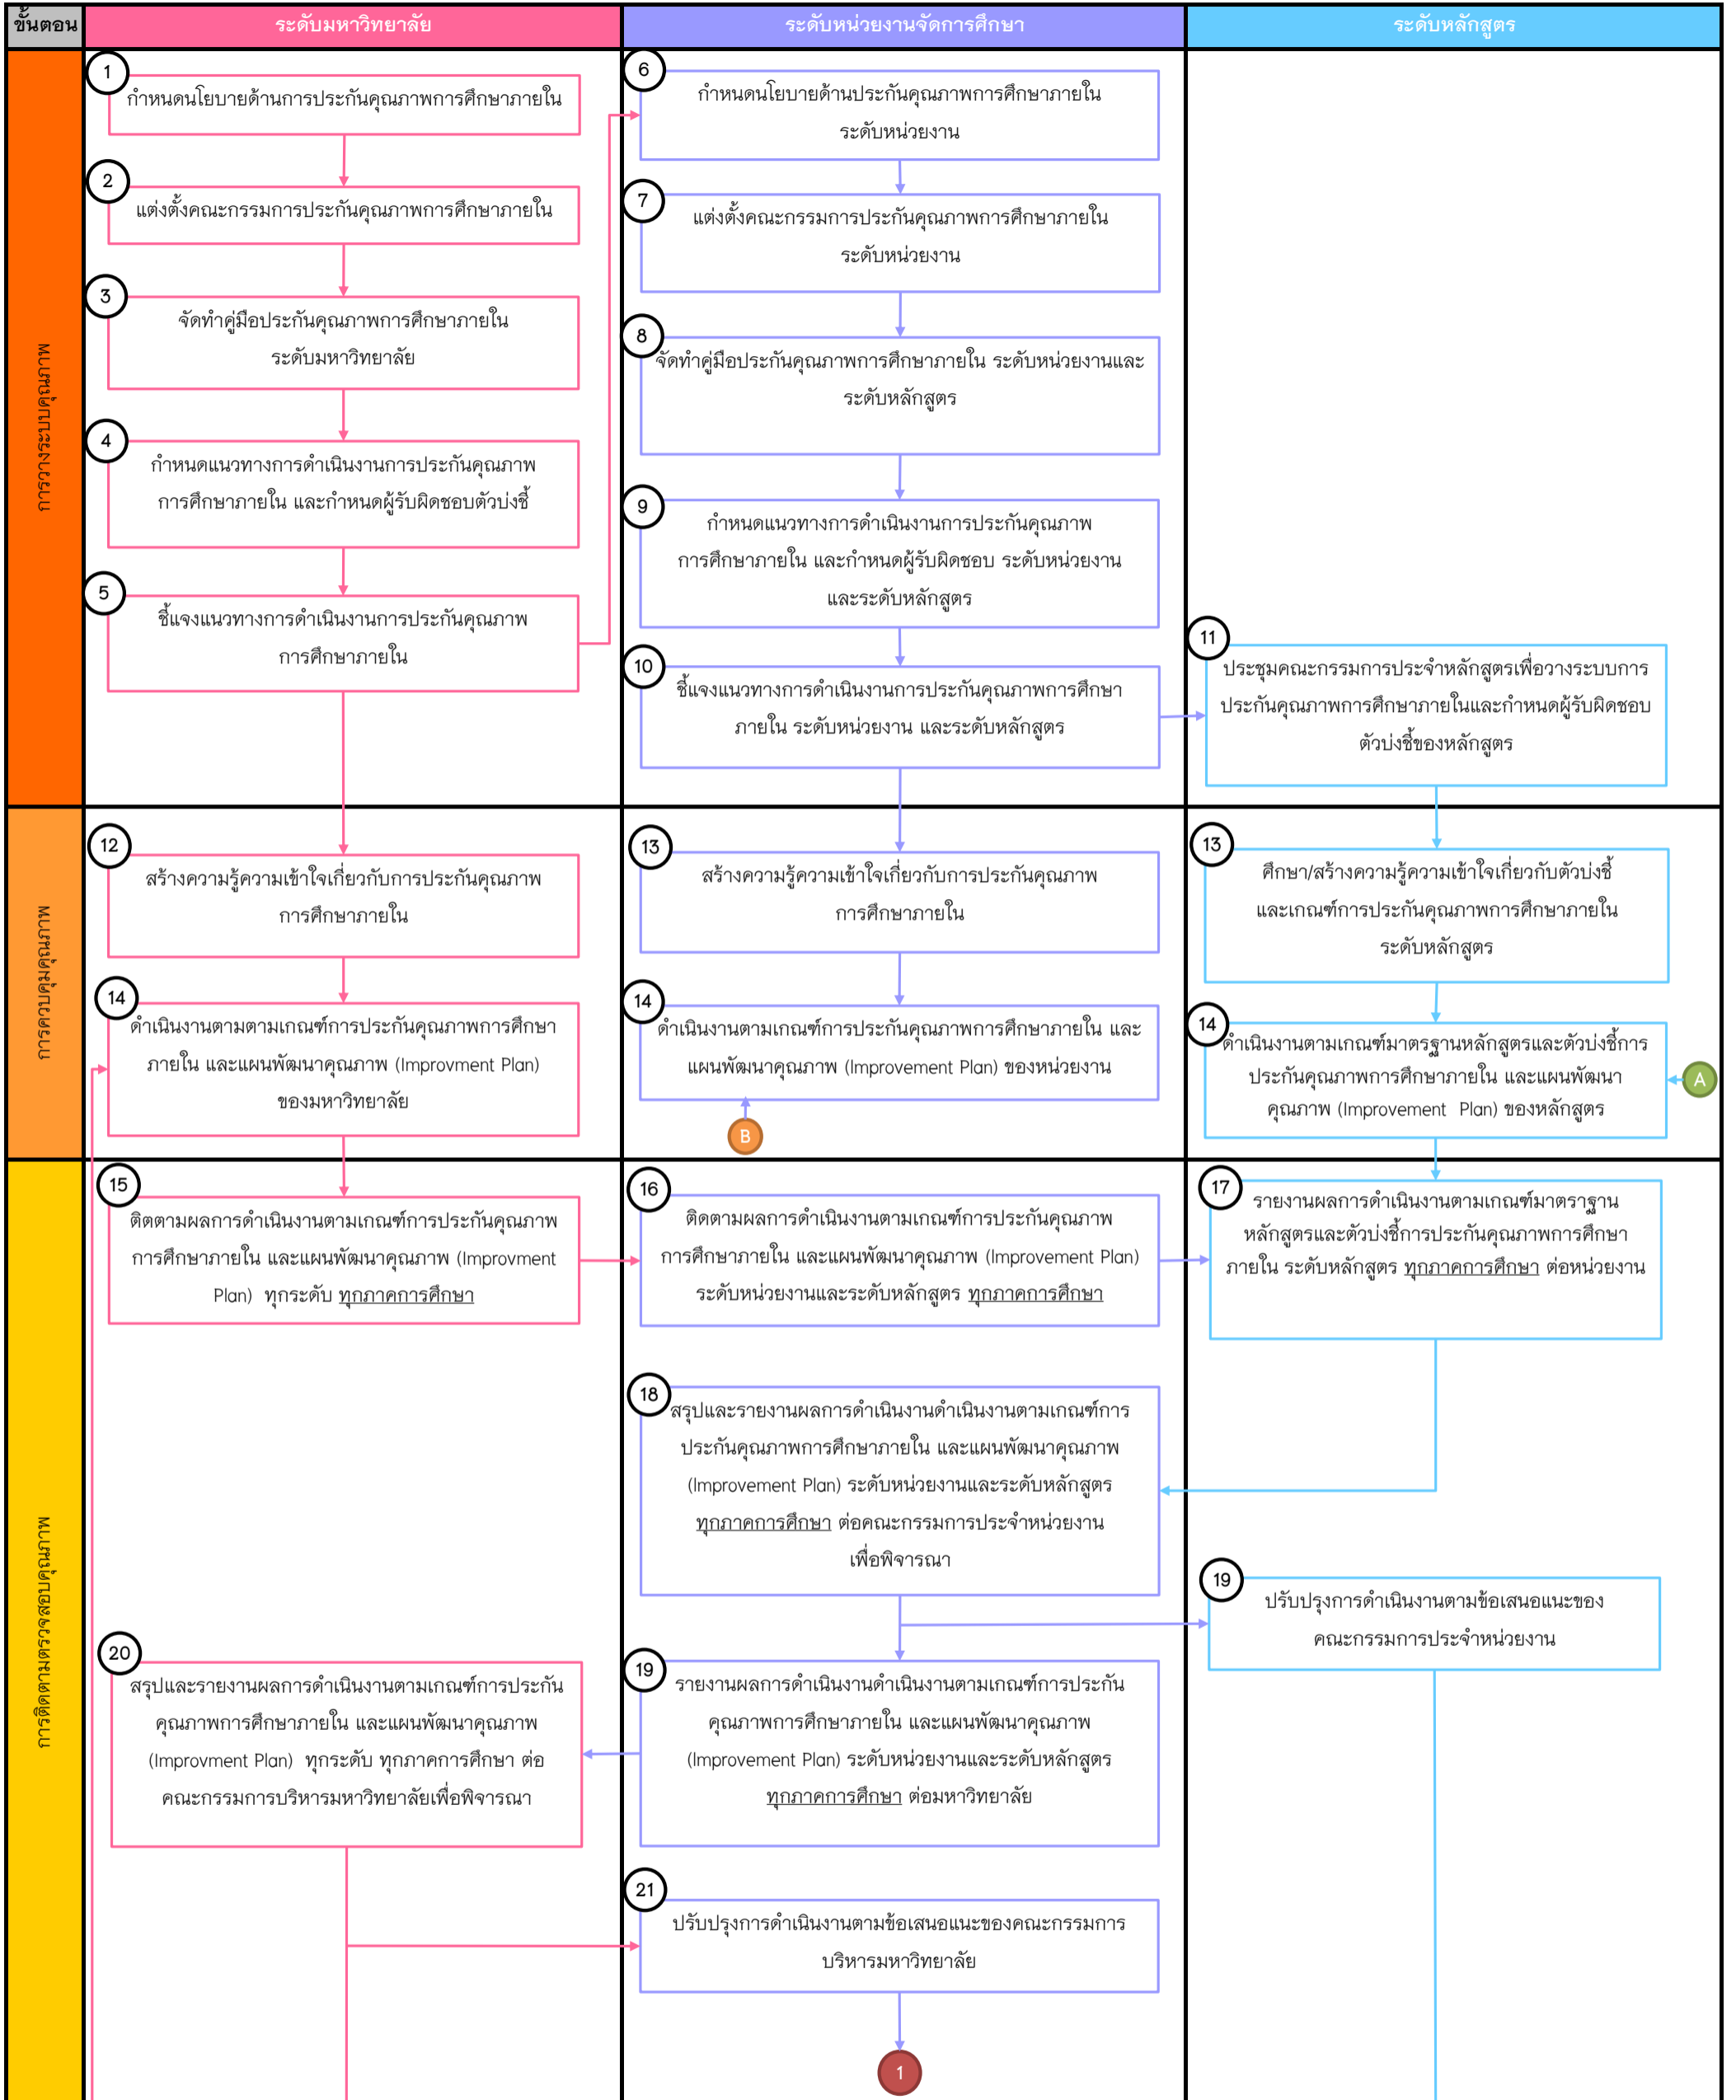 ขั้นตอน
ระดับมหาวิทยาลัย
ระดับหน่วยงานจัดการศึกษา
ระดับหลักสูตร
การวางระบบคุณภาพ
1
กำหนดนโยบายด้านการประกันคุณภาพการศึกษาภายใน
2
แต่งตั้งคณะกรรมการประกันคุณภาพการศึกษาภายใน
3
จัดทำคู่มือประกันคุณภาพการศึกษาภายใน
ระดับมหาวิทยาลัย
4
กำหนดแนวทางการดำเนินงานการประกันคุณภาพ
การศึกษาภายใน และกำหนดผู้รับผิดชอบตัวบ่งชี้
5
ชี้แจงแนวทางการดำเนินงานการประกันคุณภาพ
การศึกษาภายใน
6
กำหนดนโยบายด้านประกันคุณภาพการศึกษาภายใน
ระดับหน่วยงาน
7
แต่งตั้งคณะกรรมการประกันคุณภาพการศึกษาภายใน
ระดับหน่วยงาน
8
จัดทำคู่มือประกันคุณภาพการศึกษาภายใน ระดับหน่วยงานและ
ระดับหลักสูตร
9
กำหนดแนวทางการดำเนินงานการประกันคุณภาพ
การศึกษาภายใน และกำหนดผู้รับผิดชอบ ระดับหน่วยงาน
และระดับหลักสูตร
10
ชี้แจงแนวทางการดำเนินงานการประกันคุณภาพการศึกษา
ภายใน ระดับหน่วยงาน และระดับหลักสูตร
11
ประชุมคณะกรรมการประจำหลักสูตรเพื่อวางระบบการ
ประกันคุณภาพการศึกษาภายในและกำหนดผู้รับผิดชอบ
ตัวบ่งชี้ของหลักสูตร
การควบคุมคุณภาพ
12
สร้างความรู้ความเข้าใจเกี่ยวกับการประกันคุณภาพ
การศึกษาภายใน
13
สร้างความรู้ความเข้าใจเกี่ยวกับการประกันคุณภาพ
การศึกษาภายใน
13
ศึกษา/สร้างความรู้ความเข้าใจเกี่ยวกับตัวบ่งชี้
และเกณฑ์การประกันคุณภาพการศึกษาภายใน
ระดับหลักสูตร
14
ดำเนินงานตามตามเกณฑ์การประกันคุณภาพการศึกษา
ภายใน และแผนพัฒนาคุณภาพ (Improvment Plan)
ของมหาวิทยาลัย
14
ดำเนินงานตามเกณฑ์การประกันคุณภาพการศึกษาภายใน และ
แผนพัฒนาคุณภาพ (Improvement Plan) ของหน่วยงาน
B
14
ดำเนินงานตามเกณฑ์มาตรฐานหลักสูตรและตัวบ่งชี้การ
ประกันคุณภาพการศึกษาภายใน และแผนพัฒนา
คุณภาพ (Improvement Plan) ของหลักสูตร
A
การติดตามตรวจสอบคุณภาพ
15
ติตตามผลการดำเนินงานตามเกณฑ์การประกันคุณภาพ
การศึกษาภายใน และแผนพัฒนาคุณภาพ (Improvment
Plan) ทุกระดับ ทุกภาคการศึกษา
16
ติดตามผลการดำเนินงานตามเกณฑ์การประกันคุณภาพ
การศึกษาภายใน และแผนพัฒนาคุณภาพ (Improvement Plan)
ระดับหน่วยงานและระดับหลักสูตร ทุกภาคการศึกษา
17
รายงานผลการดำเนินงานตามเกณฑ์มาตราฐาน
หลักสูตรและตัวบ่งชี้การประกันคุณภาพการศึกษา
ภายใน ระดับหลักสูตร ทุกภาคการศึกษา ต่อหน่วยงาน
18
สรุปและรายงานผลการดำเนินงานดำเนินงานตามเกณฑ์การ
ประกันคุณภาพการศึกษาภายใน และแผนพัฒนาคุณภาพ
(Improvement Plan) ระดับหน่วยงานและระดับหลักสูตร
ทุกภาคการศึกษา ต่อคณะกรรมการประจำหน่วยงาน
เพื่อพิจารณา
19
ปรับปรุงการดำเนินงานตามข้อเสนอแนะของ
คณะกรรมการประจำหน่วยงาน
20
สรุปและรายงานผลการดำเนินงานตามเกณฑ์การประกัน
คุณภาพการศึกษาภายใน และแผนพัฒนาคุณภาพ
(Improvment Plan) ทุกระดับ ทุกภาคการศึกษา ต่อ
คณะกรรมการบริหารมหาวิทยาลัยเพื่อพิจารณา
19
รายงานผลการดำเนินงานดำเนินงานตามเกณฑ์การประกัน
คุณภาพการศึกษาภายใน และแผนพัฒนาคุณภาพ
(Improvement Plan) ระดับหน่วยงานและระดับหลักสูตร
ทุกภาคการศึกษา ต่อมหาวิทยาลัย
21
ปรับปรุงการดำเนินงานตามข้อเสนอแนะของคณะกรรมการ
บริหารมหาวิทยาลัย
1